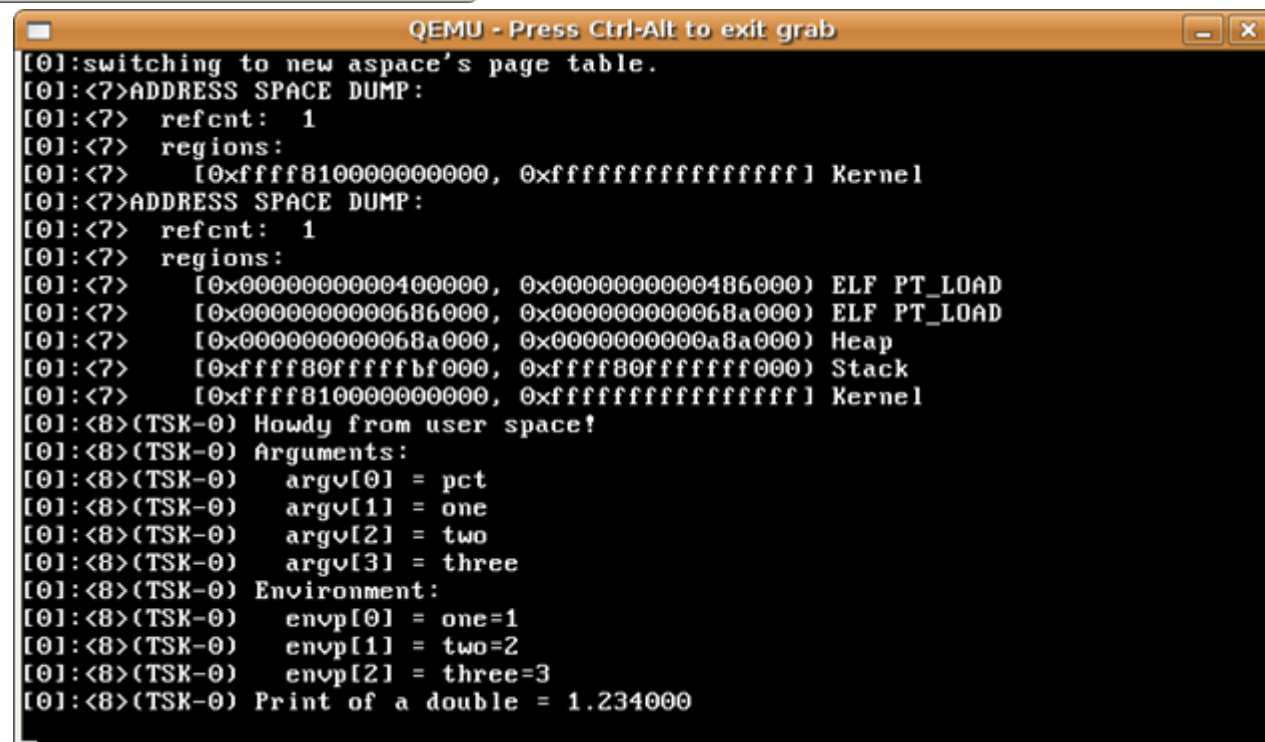 QEMU - Press Ctrl-Alt to exit grab
[0]:switching to new aspace's page table.
[0]:<7>ADDRESS SPACE DUMP:
[0]:<7>  refcnt:  1
[0]:<7>  regions:
[0]:<7>    [0xffff810000000000, 0xffffffffffffffff] Kernel
[0]:<7>ADDRESS SPACE DUMP:
[0]:<7>  refcnt:  1
[0]:<7>  regions:
[0]:<7>    [0x0000000000400000, 0x0000000000486000) ELF PT_LOAD
[0]:<7>    [0x0000000000686000, 0x000000000068a000) ELF PT_LOAD
[0]:<7>    [0x000000000068a000, 0x0000000000a8a000) Heap
[0]:<7>    [0xffff80fffffbf000, 0xffff80fffffff000) Stack
[0]:<7>    [0xffff810000000000, 0xffffffffffffffff] Kernel
[0]:<8>(TSK-0) Howdy from user space!
[0]:<8>(TSK-0) Arguments:
[0]:<8>(TSK-0)   argv[0] = pct
[0]:<8>(TSK-0)   argv[1] = one
[0]:<8>(TSK-0)   argv[2] = two
[0]:<8>(TSK-0)   argv[3] = three
[0]:<8>(TSK-0) Environment:
[0]:<8>(TSK-0)   envp[0] = one=1
[0]:<8>(TSK-0)   envp[1] = two=2
[0]:<8>(TSK-0)   envp[2] = three=3
[0]:<8>(TSK-0) Print of a double = 1.234000